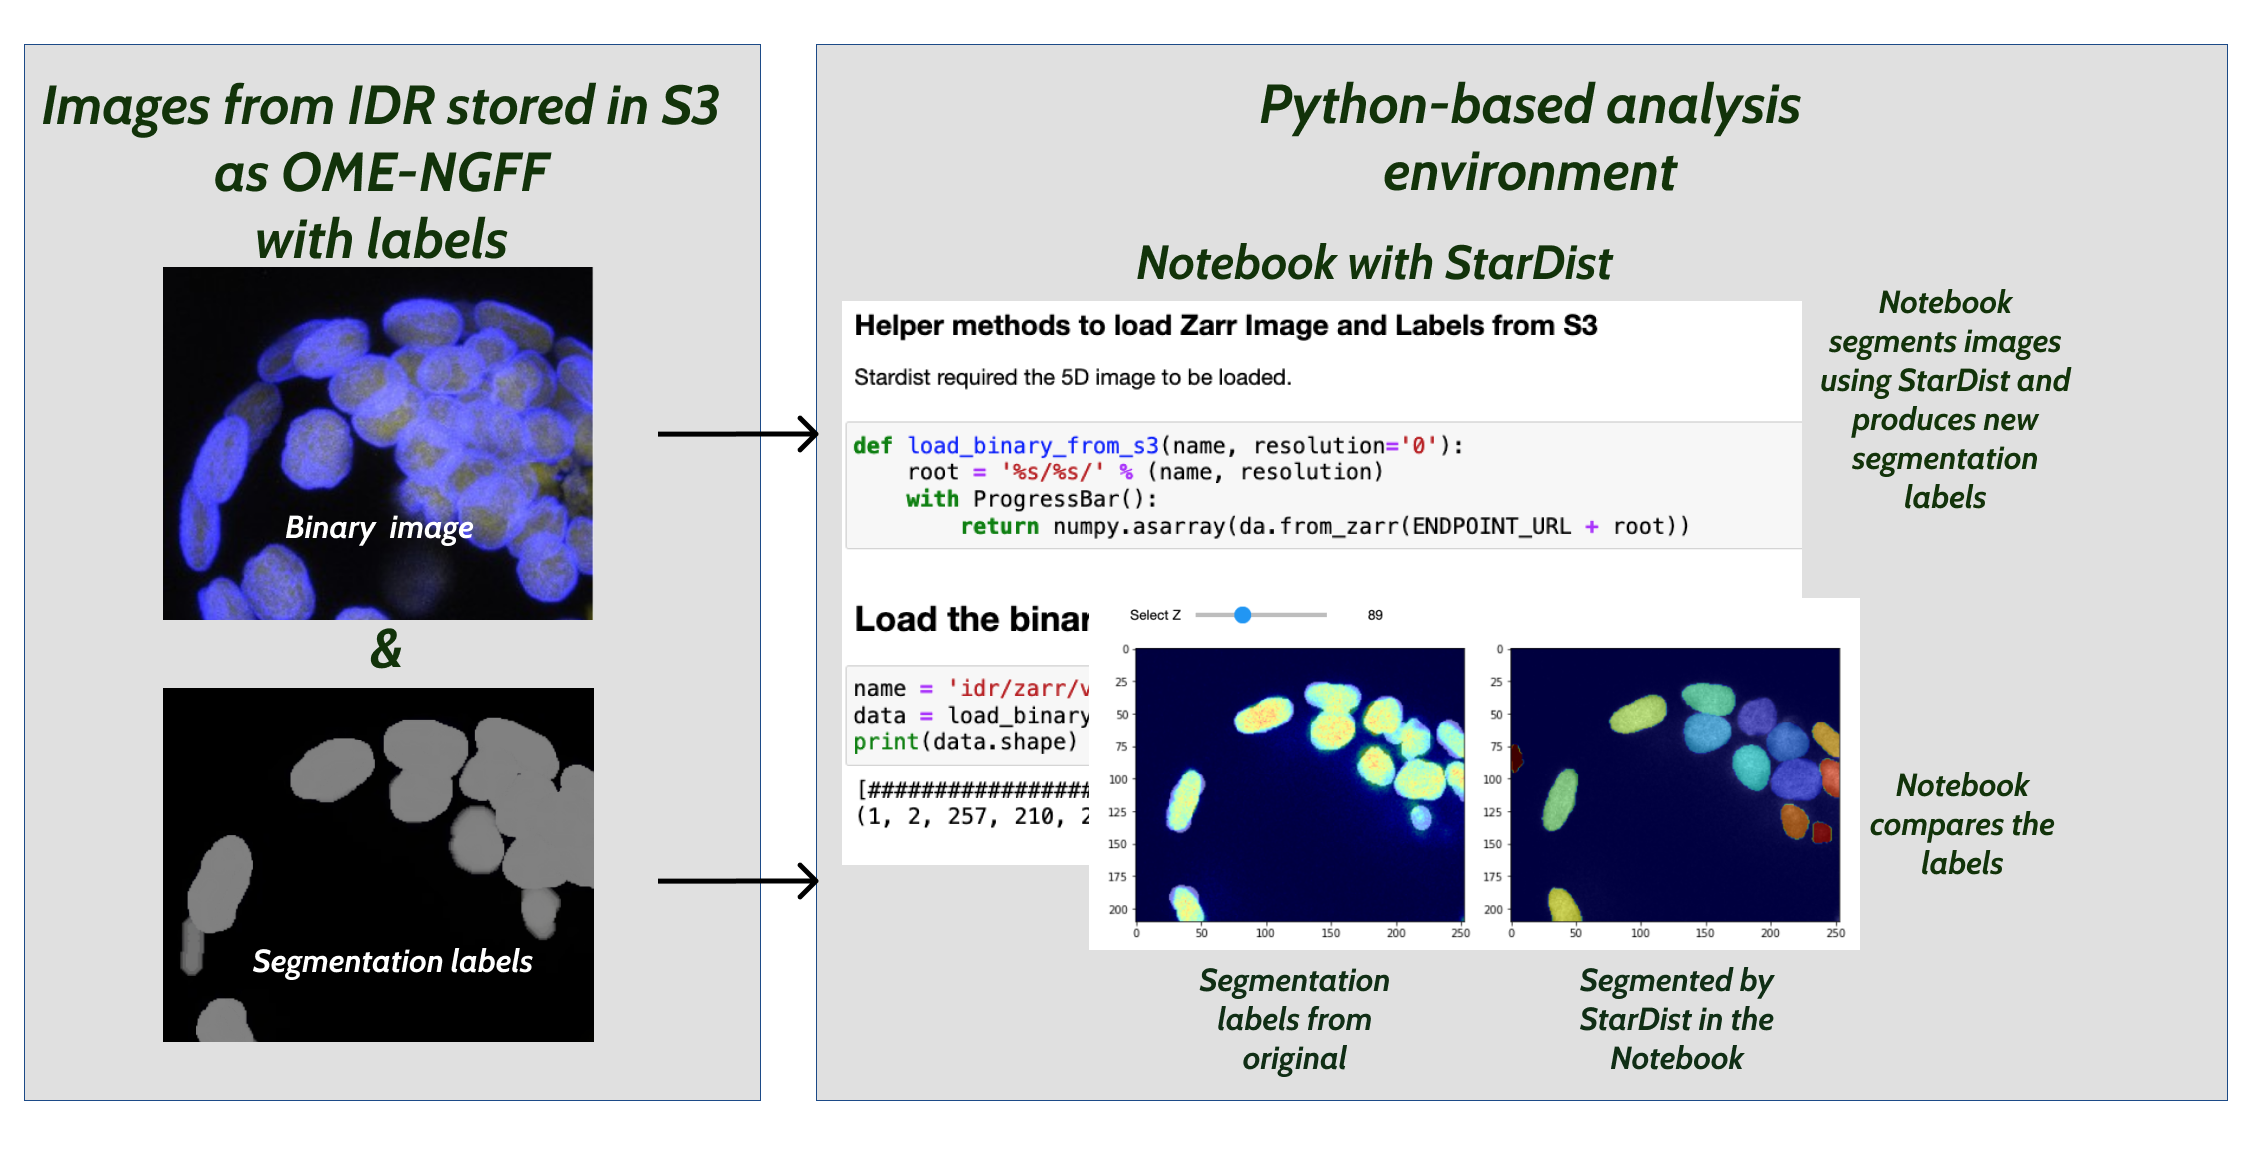 Images from IDR stored in S3
as OME-NGFF
with labels
Binary image
&
Segmentation labels
Python-based analysis
environment
Notebook with StarDist
Helper methods to load Zarr Image and Labels from S3
Stardist required the 5D image to be loaded.
def load_binary_from_s3(name, resolution='0'):
    root = '%s/%s/' % (name, resolution)
    with ProgressBar():
        return numpy.asarray(da.from_zarr(ENDPOINT_URL + root))
Notebook
segments images
using StarDist and
produces new
segmentation
labels
Load the binar
name = 'idr/zarr/v
data = load_binary
print(data.shape)
[#################
(1, 2, 257, 210, 2
Select Z 89
0
25
50
75
100
125
150
175
200
0 50 100 150 200 250
0
25
50
75
100
125
150
175
200
0 50 100 150 200 250
Notebook
compares the
labels
Segmentation
labels from
original
Segmented by
StarDist in the
Notebook